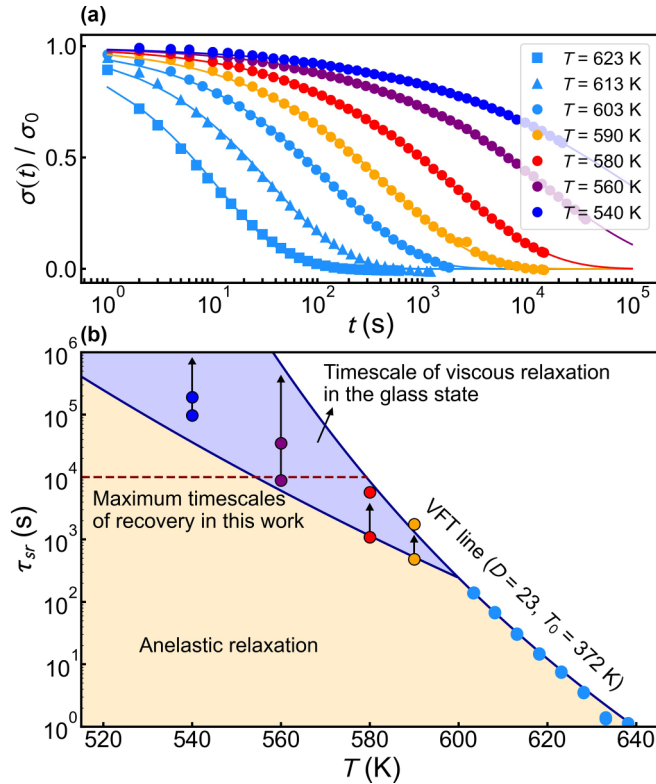 (a)
1.0
0.5
0.0
σ(t) / σ0
T = 623 K
T = 613 K
T = 603 K
T = 590 K
T = 580 K
T = 560 K
T = 540 K
10^0
10^1
10^2
10^3
10^4
10^5
t (s)
(b)
10^6
10^5
10^4
10^3
10^2
10^1
10^0
τsr (s)
Timescale of viscous relaxation
in the glass state
Maximum timescales
of recovery in this work
VFT line (D = 23, T0 = 372 K)
Anelastic relaxation
520
540
560
580
600
620
640
T (K)